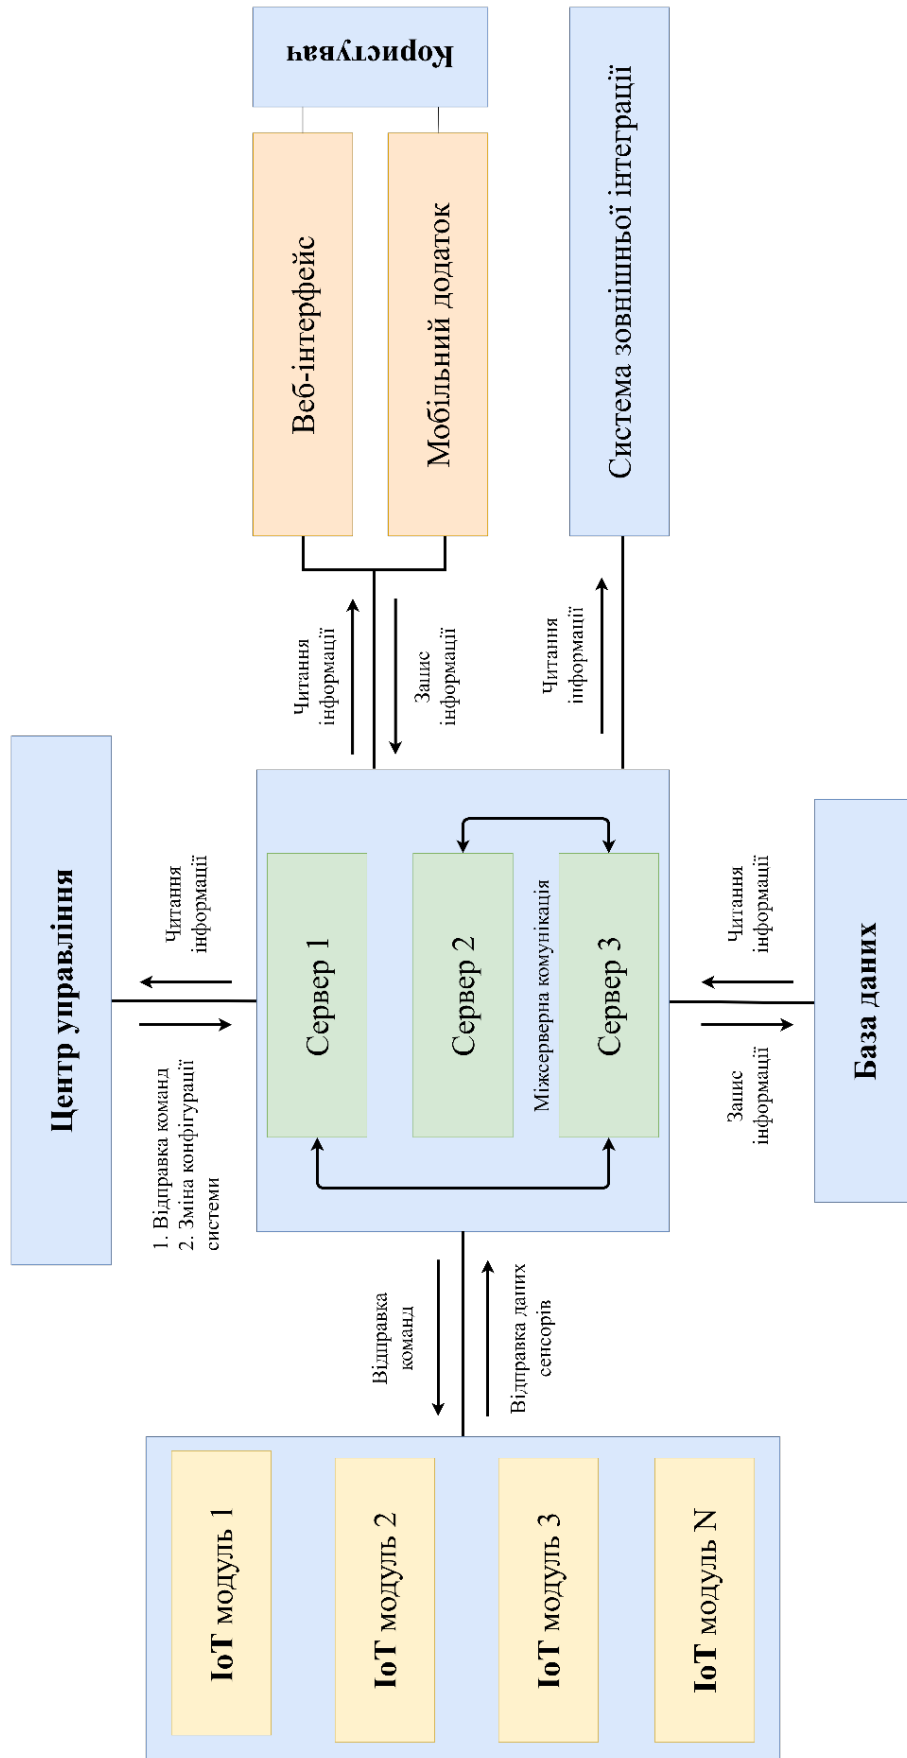 Центр управління
1. Відправка команд
2. Зміна конфігурації
системи
Читання
інформації
IoT модуль 1
IoT модуль 2
IoT модуль 3
IoT модуль N
Відправка
команд
Відправка даних
сенсорів
Сервер 1
Сервер 2
Міжсерверна комунікація
Сервер 3
Читання
інформації
Запис
інформації
Веб-інтерфейс
Мобільний додаток
Користувач
Читання
інформації
Система зовнішньої інтеграції
Запис
інформації
Читання
інформації
База даних